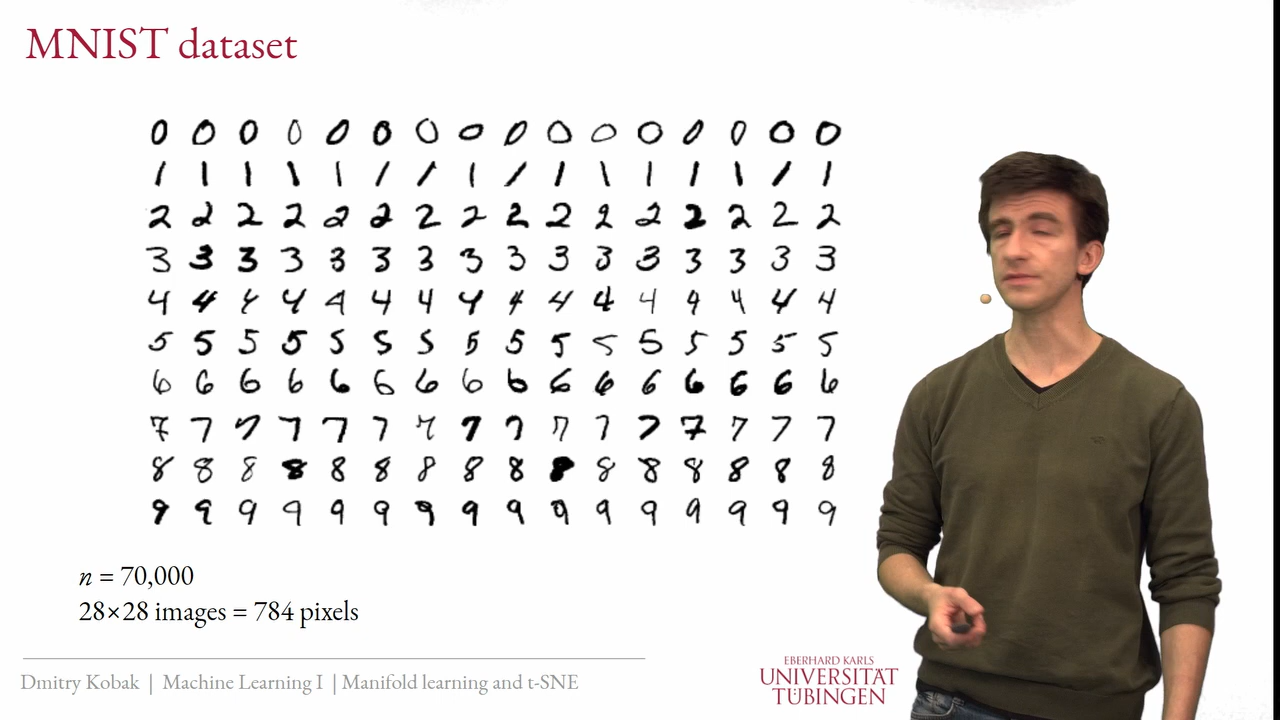 MNIST dataset
0 0 0 0 0 0 0 0 0 0 0 0 0 0 0 0
1 1 1 1 1 1 1 1 1 1 1 1 1 1 1 1
2 2 2 2 2 2 2 2 2 2 2 2 2 2 2 2
3 3 3 3 3 3 3 3 3 3 3 3 3 3 3 3
4 4 4 4 4 4 4 4 4 4 4 4 4 4 4 4
5 5 5 5 5 5 5 5 5 5 5 5 5 5 5 5
6 6 6 6 6 6 6 6 6 6 6 6 6 6 6 6
7 7 7 7 7 7 7 7 7 7 7 7 7 7 7 7
8 8 8 8 8 8 8 8 8 8 8 8 8 8 8 8
9 9 9 9 9 9 9 9 9 9 9 9 9 9 9 9
n = 70,000
28×28 images = 784 pixels
Dmitry Kobak | Machine Learning I | Manifold learning and t-SNE
EBERHARD KARLS
UNIVERSITÄT
TÜBINGEN